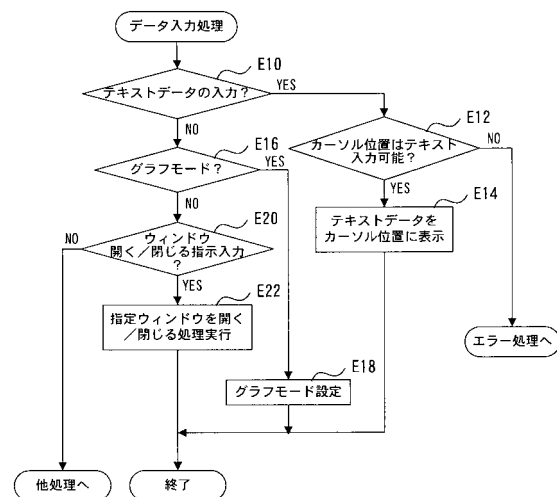 データ入力処理
E10
テキストデータの入力?
YES
NO
E12
カーソル位置はテキスト
入力可能?
NO
YES
E16
グラフモード?
YES
NO
E14
テキストデータを
カーソル位置に表示
E20
ウィンドウ
開く/閉じる指示入力
?
NO
YES
E22
指定ウィンドウを開く
/閉じる処理実行
エラー処理へ
E18
グラフモード設定
他処理へ
終了